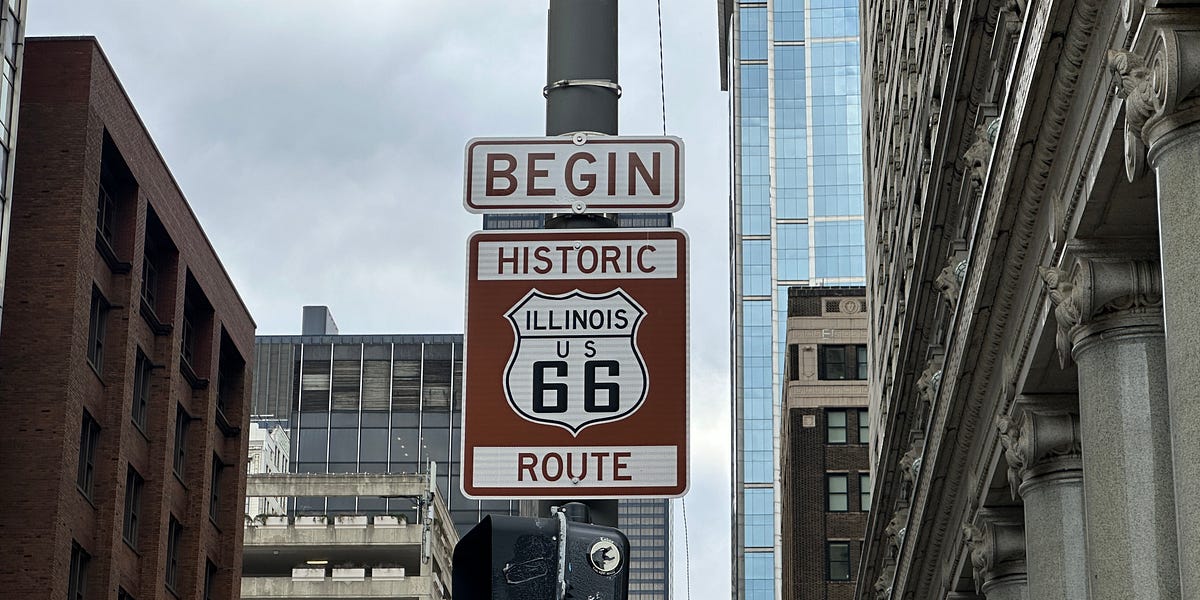 BEGIN
HISTORIC
ILLINOIS
US
66
ROUTE